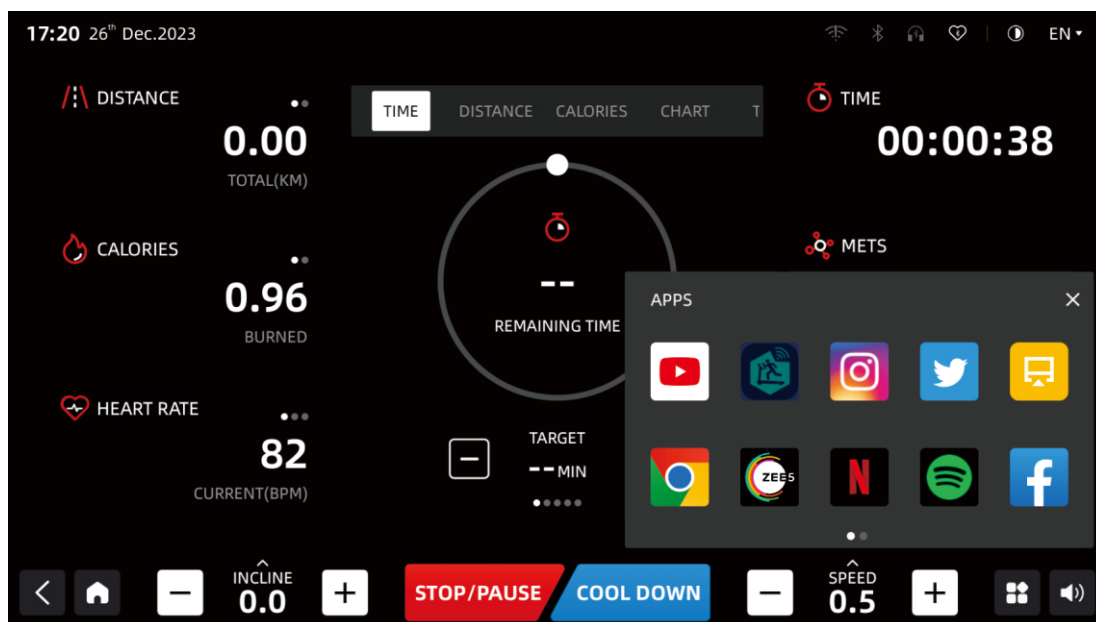 17:20 26th Dec.2023
EN
DISTANCE
0.00
TOTAL(KM)
CALORIES
0.96
BURNED
HEART RATE
82
CURRENT(BPM)
TIME DISTANCE CALORIES CHART T
--
REMAINING TIME
TARGET
--MIN
TIME
00:00:38
METS
APPS
ZEE5
N
f
INCLINE
0.0
STOP/PAUSE
COOL DOWN
SPEED
0.5